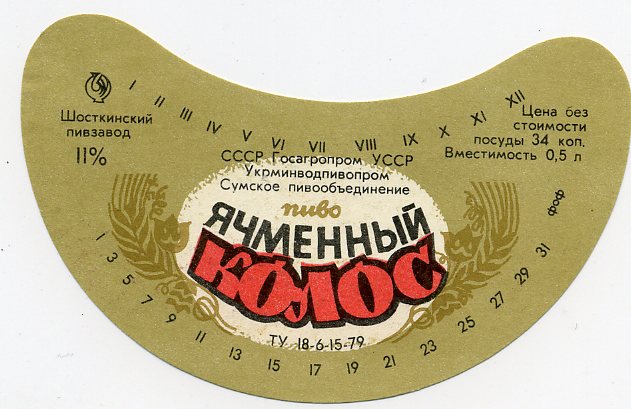 I II III IV V VI VII VIII IX X XI XII
Шосткинский
пивзавод
11%
Цена без
стоимости
посуды 34 коп.
Вместимость 0,5 л
СССР Госагропром УССР
Укрминводпивопром
Сумское пивообъединение
пиво
ЯЧМЕННЫЙ
КОЛОС
ТУ 18-6-15-79
1 3 5 7 9 11 13 15 17 19 21 23 25 27 29 31 фоф